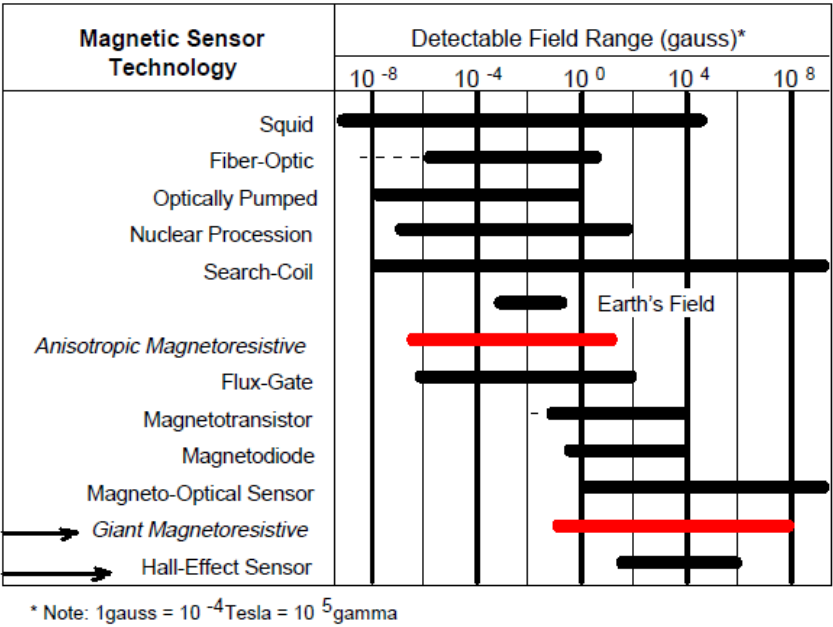 Magnetic Sensor
Technology
Detectable Field Range (gauss)*
10 -8 10 -4 10 0 10 4 10 8
Squid
Fiber-Optic
Optically Pumped
Nuclear Procession
Search-Coil
Earth's Field
Anisotropic Magnetoresistive
Flux-Gate
Magnetotransistor
Magnetodiode
Magneto-Optical Sensor
Giant Magnetoresistive
Hall-Effect Sensor
* Note: 1gauss = 10 -4Tesla = 10 5gamma